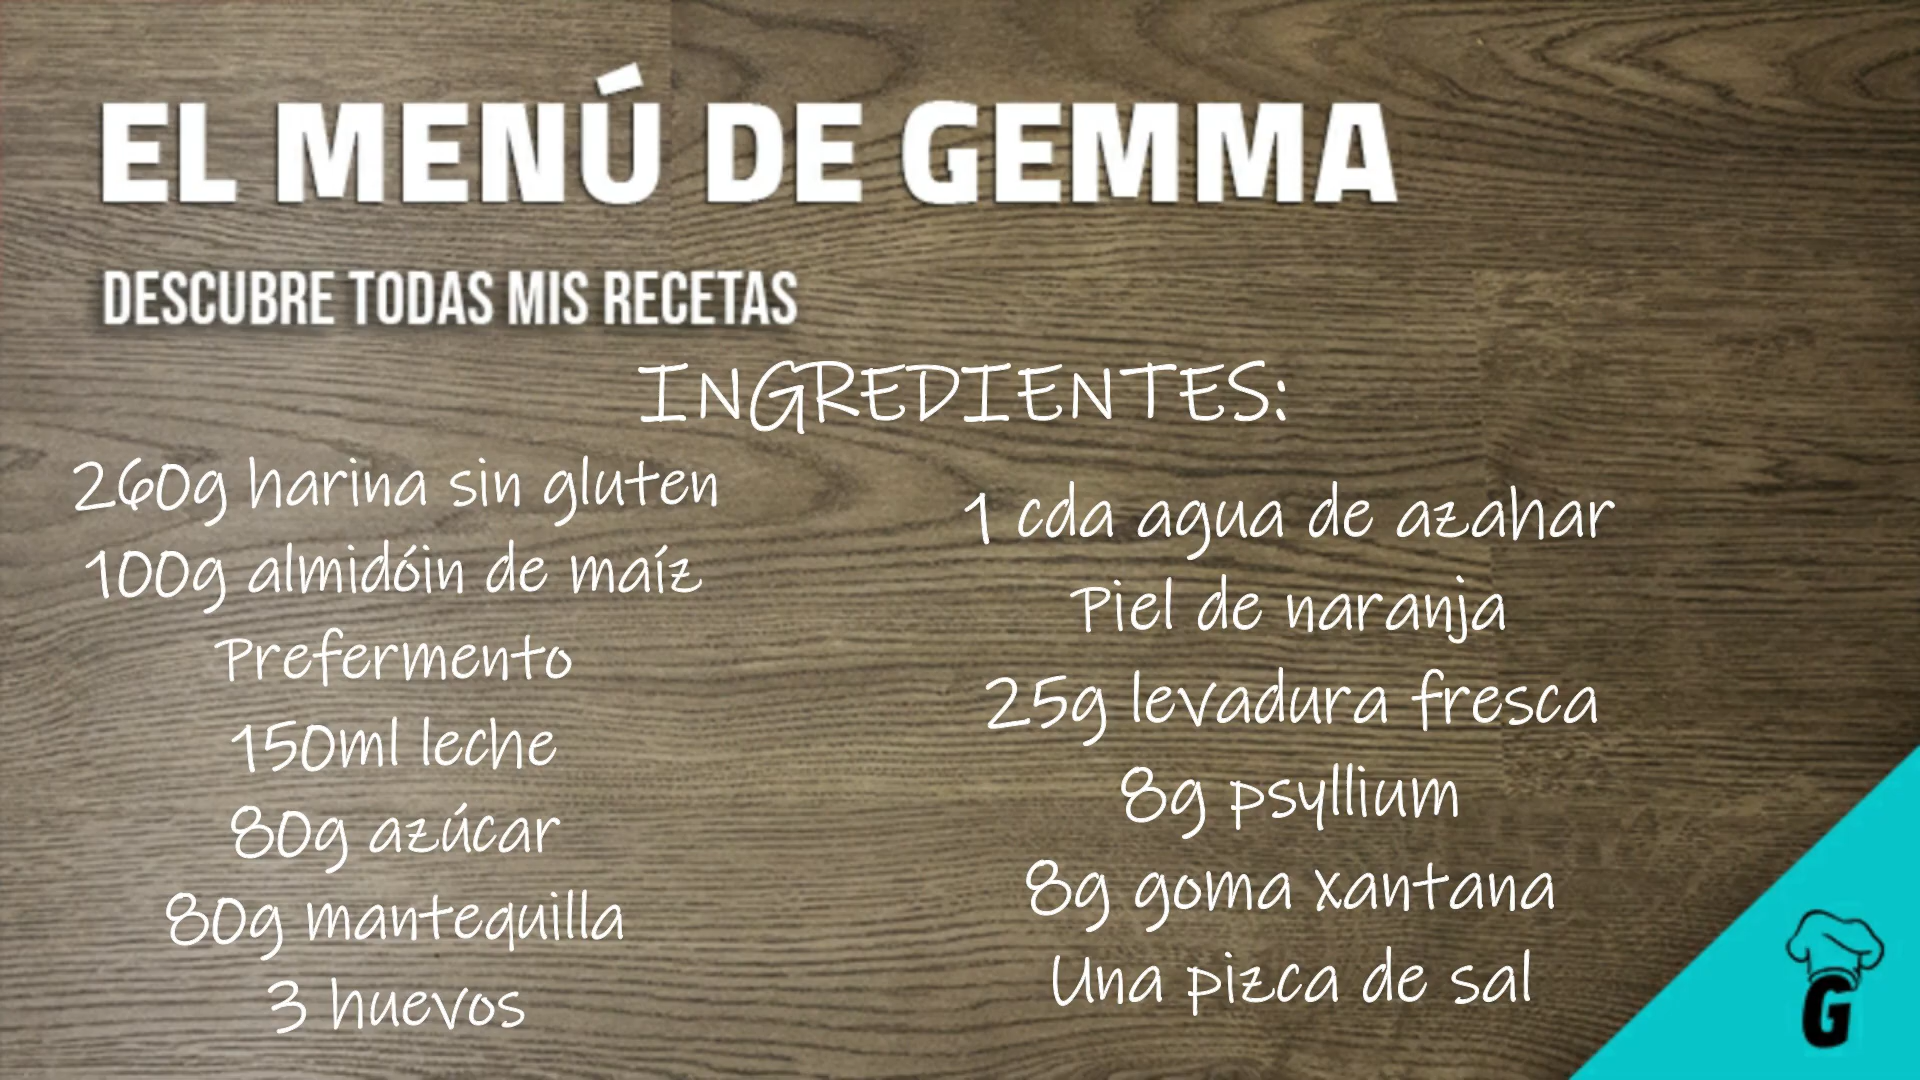 EL MENÚ DE GEMMA
DESCUBRE TODAS MIS RECETAS
INGREDIENTES:
260g harina sin gluten
100g almidóin de maíz
Prefermento
150ml leche
80g azúcar
80g mantequilla
3 huevos
1 cda agua de azahar
Piel de naranja
25g levadura fresca
8g psyllium
8g goma xantana
Una pizca de sal
G